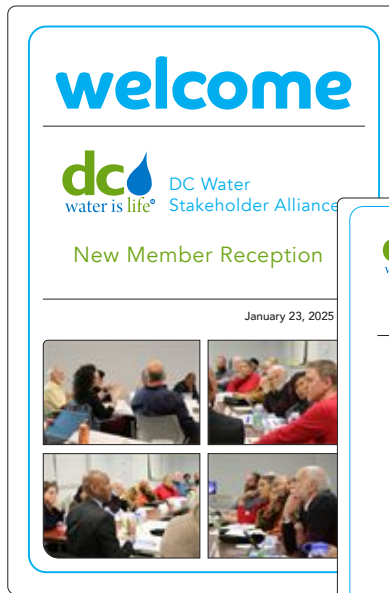 welcome
dc
water is life®
DC Water
Stakeholder Alliance
New Member Reception
January 23, 2025